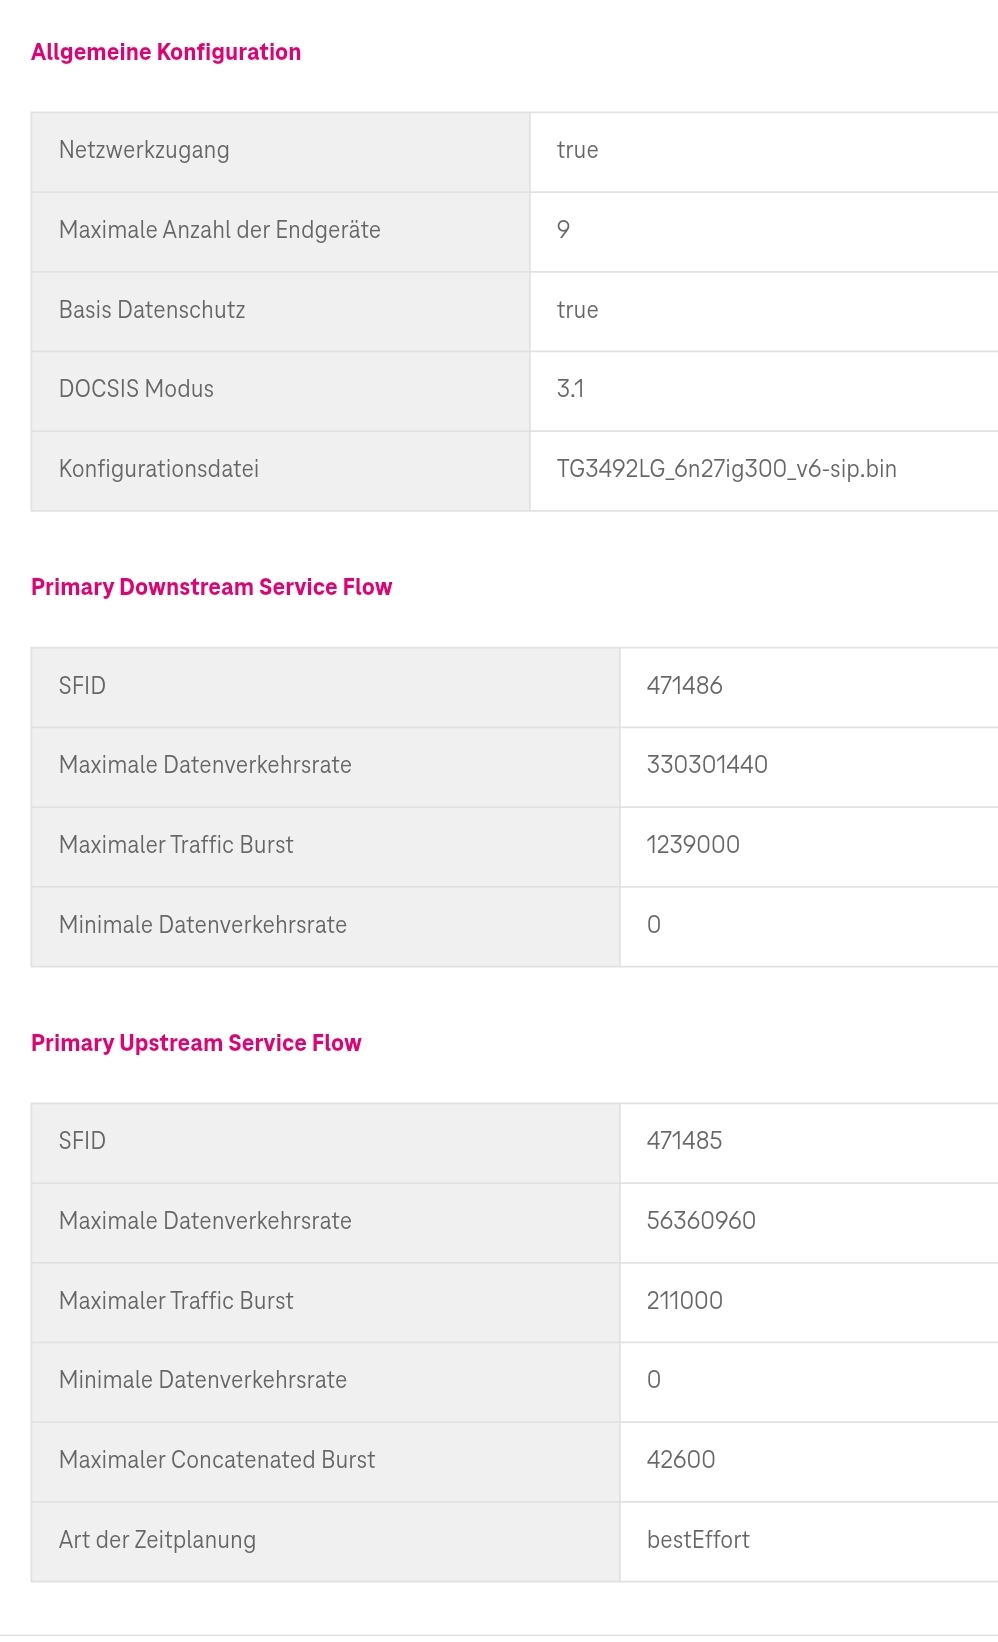 Allgemeine Konfiguration
Netzwerkzugang true
Maximale Anzahl der Endgeräte 9
Basis Datenschutz true
DOCSIS Modus 3.1
Konfigurationsdatei TG3492LG_6n27ig300_v6-sip.bin
Primary Downstream Service Flow
SFID 471486
Maximale Datenverkehrsrate 330301440
Maximaler Traffic Burst 1239000
Minimale Datenverkehrsrate 0
Primary Upstream Service Flow
SFID 471485
Maximale Datenverkehrsrate 56360960
Maximaler Traffic Burst 211000
Minimale Datenverkehrsrate 0
Maximaler Concatenated Burst 42600
Art der Zeitplanung bestEffort